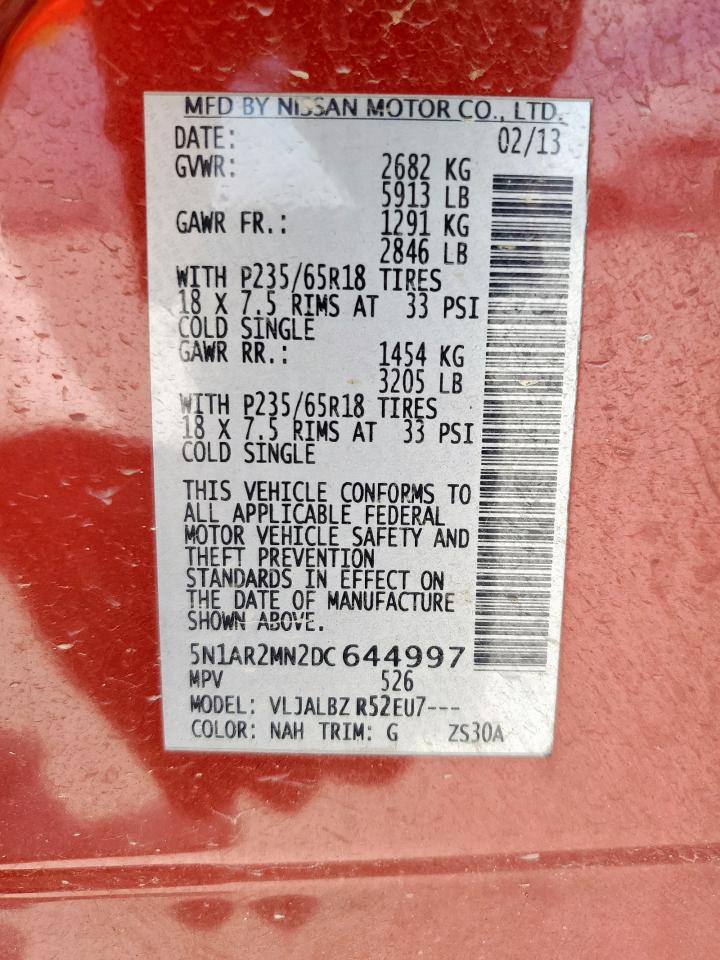 MFD BY NISSAN MOTOR CO., LTD.
DATE: 02/13
GVWR: 2682 KG
5913 LB
GAWR FR.: 1291 KG
2846 LB
WITH P235/65R18 TIRES
18 X 7.5 RIMS AT 33 PSI
COLD SINGLE
GAWR RR.: 1454 KG
3205 LB
WITH P235/65R18 TIRES
18 X 7.5 RIMS AT 33 PSI
COLD SINGLE
THIS VEHICLE CONFORMS TO
ALL APPLICABLE FEDERAL
MOTOR VEHICLE SAFETY AND
THEFT PREVENTION
STANDARDS IN EFFECT ON
THE DATE OF MANUFACTURE
SHOWN ABOVE.
5N1AR2MN2DC 644997
MPV 526
MODEL: VLJALBZ R52EU7---
COLOR: NAH TRIM: G ZS30A